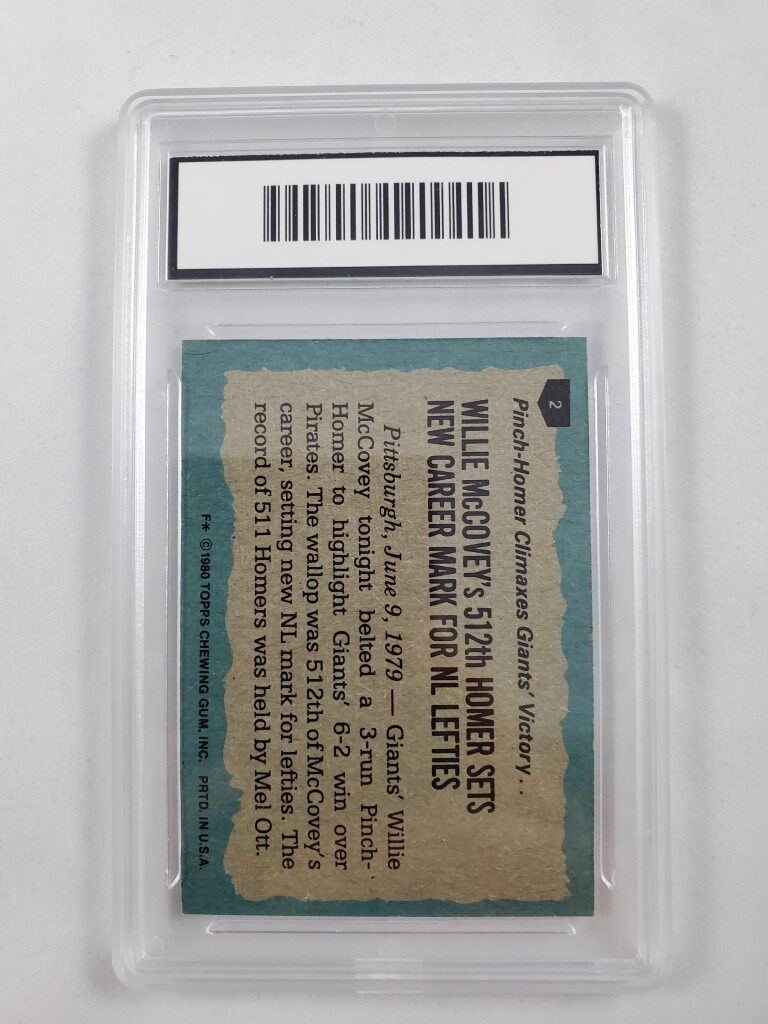 2
Pinch-Homer Climaxes Giants' Victory...
WILLIE McCOVEY's 512th HOMER SETS
NEW CAREER MARK FOR NL LEFTIES
Pittsburgh, June 9, 1979 — Giants' Willie
McCovey tonight belted a 3-run Pinch-
Homer to highlight Giants' 6-2 win over
Pirates. The wallop was 512th of McCovey's
career, setting new NL mark for lefties. The
record of 511 Homers was held by Mel Ott.
F* ©1980 TOPPS CHEWING GUM, INC. PRTD. IN U.S.A.